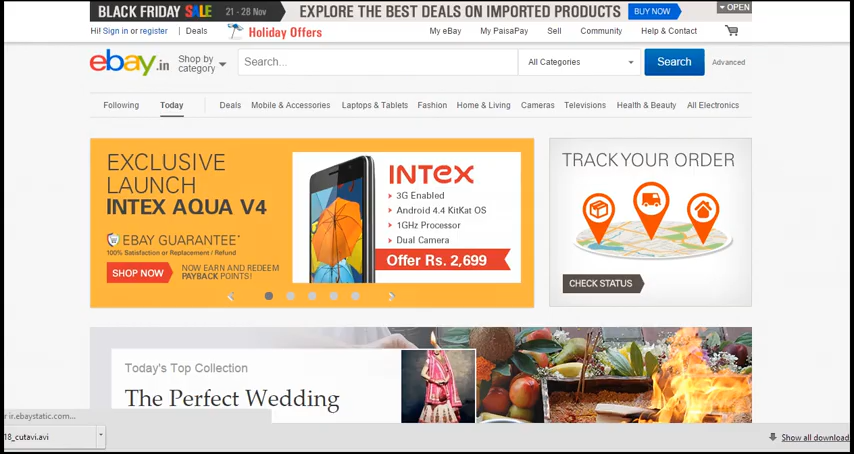 BLACK FRIDAY SALE 21 - 28 Nov EXPLORE THE BEST DEALS ON IMPORTED PRODUCTS BUY NOW OPEN
Hi! Sign in or register Deals Holiday Offers My eBay My PaisaPay Sell Community Help & Contact
ebay.in Shop by category Search... All Categories Search Advanced
Following Today Deals Mobile & Accessories Laptops & Tablets Fashion Home & Living Cameras Televisions Health & Beauty All Electronics
EXCLUSIVE
LAUNCH
INTEX AQUA V4
EBAY GUARANTEE*
100% Satisfaction or Replacement / Refund
SHOP NOW
NOW EARN AND REDEEM
PAYBACK POINTS!
INTEX
3G Enabled
Android 4.4 KitKat OS
1GHz Processor
Dual Camera
Offer Rs. 2,699
TRACK YOUR ORDER
CHECK STATUS
Today's Top Collection
The Perfect Wedding
r ir.ebaystatic.com...
18_cutavi.avi
Show all download